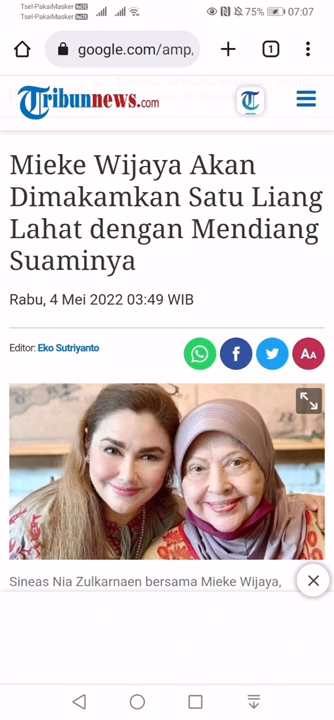 Tsel-PakaiMasker VoLTE
Tsel-PakaiMasker VoLTE
75% 07:07
google.com/amp,
1
Tribunnews.com
Mieke Wijaya Akan
Dimakamkan Satu Liang
Lahat dengan Mendiang
Suaminya
Rabu, 4 Mei 2022 03:49 WIB
Editor: Eko Sutriyanto
AA
Sineas Nia Zulkarnaen bersama Mieke Wijaya,